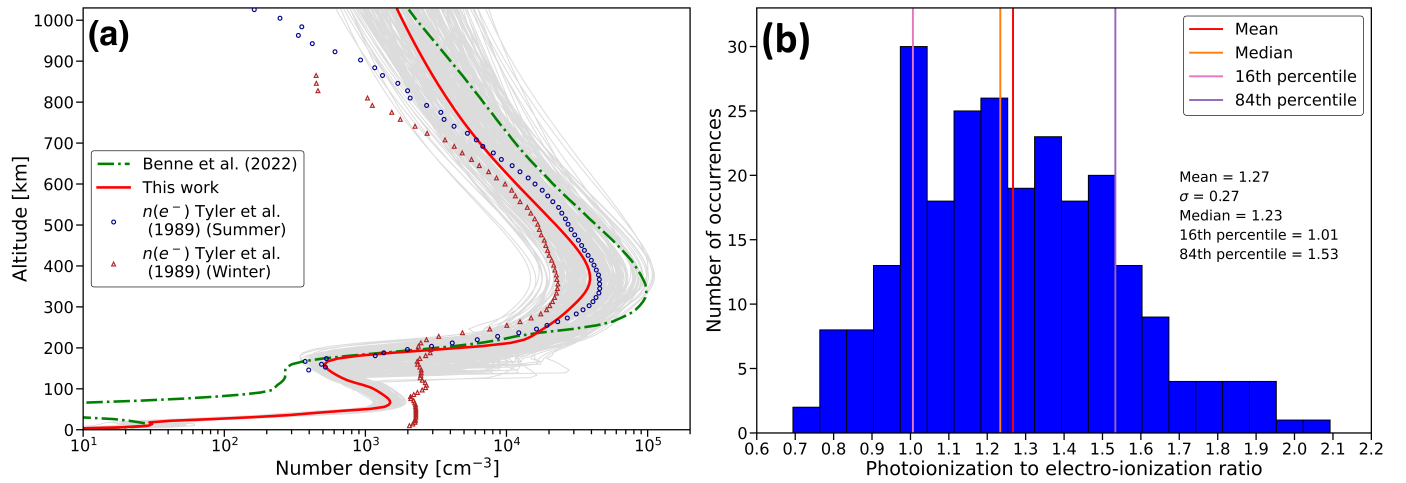 (a)
1000
900
800
700
600
500
400
300
200
100
0
Altitude [km]
Benne et al. (2022)
This work
n(e⁻) Tyler et al.
(1989) (Summer)
n(e⁻) Tyler et al.
(1989) (Winter)
10¹ 10² 10³ 10⁴ 10⁵
Number density [cm⁻³]
(b)
30
25
20
15
10
5
0
Number of occurrences
Mean
Median
16th percentile
84th percentile
Mean = 1.27
σ = 0.27
Median = 1.23
16th percentile = 1.01
84th percentile = 1.53
0.6 0.7 0.8 0.9 1.0 1.1 1.2 1.3 1.4 1.5 1.6 1.7 1.8 1.9 2.0 2.1 2.2
Photoionization to electro-ionization ratio